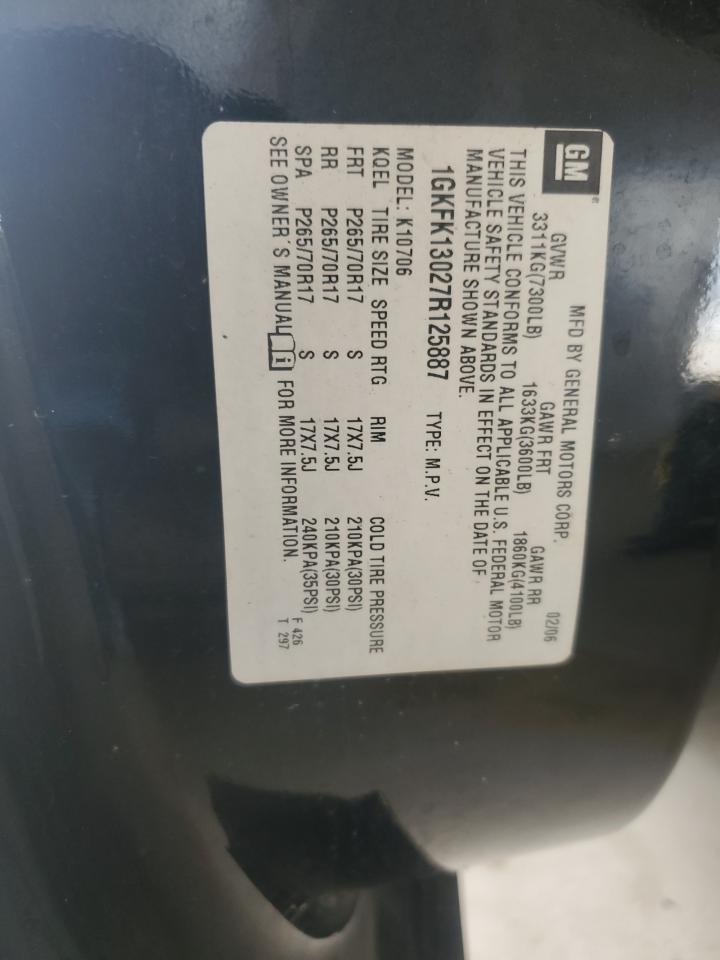 GM®
MFD BY GENERAL MOTORS CORP. 02/06
GVWR GAWR FRT GAWR RR
3311KG(7300LB) 1633KG(3600LB) 1860KG(4100LB)
THIS VEHICLE CONFORMS TO ALL APPLICABLE U.S. FEDERAL MOTOR
VEHICLE SAFETY STANDARDS IN EFFECT ON THE DATE OF
MANUFACTURE SHOWN ABOVE.
1GKFK13027R125887 TYPE: M.P.V.
MODEL: K10706
KQEL TIRE SIZE SPEED RTG RIM COLD TIRE PRESSURE
FRT P265/70R17 S 17X7.5J 210KPA(30PSI)
RR P265/70R17 S 17X7.5J 210KPA(30PSI)
SPA P265/70R17 S 17X7.5J 240KPA(35PSI)
SEE OWNER'S MANUAL i FOR MORE INFORMATION.
F 426
T 297